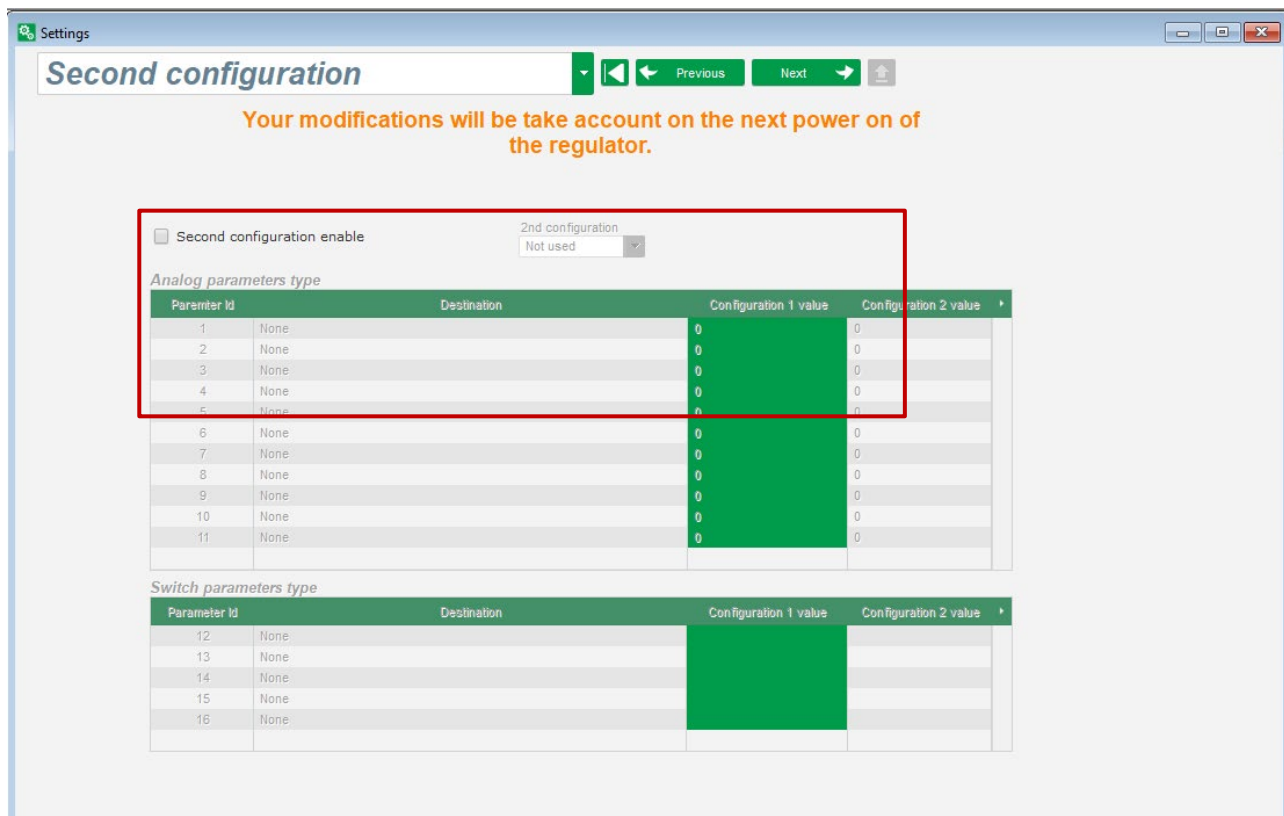 Settings
Second configuration
Previous
Next
Your modifications will be take account on the next power on of
the regulator.
Second configuration enable
2nd configuration
Not used
Analog parameters type
Paremter Id Destination Configuration 1 value Configuration 2 value
1 None 0 0
2 None 0 0
3 None 0 0
4 None 0 0
5 None 0 0
6 None 0 0
7 None 0 0
8 None 0 0
9 None 0 0
10 None 0 0
11 None 0 0
Switch parameters type
Parameter Id Destination Configuration 1 value Configuration 2 value
12 None
13 None
14 None
15 None
16 None